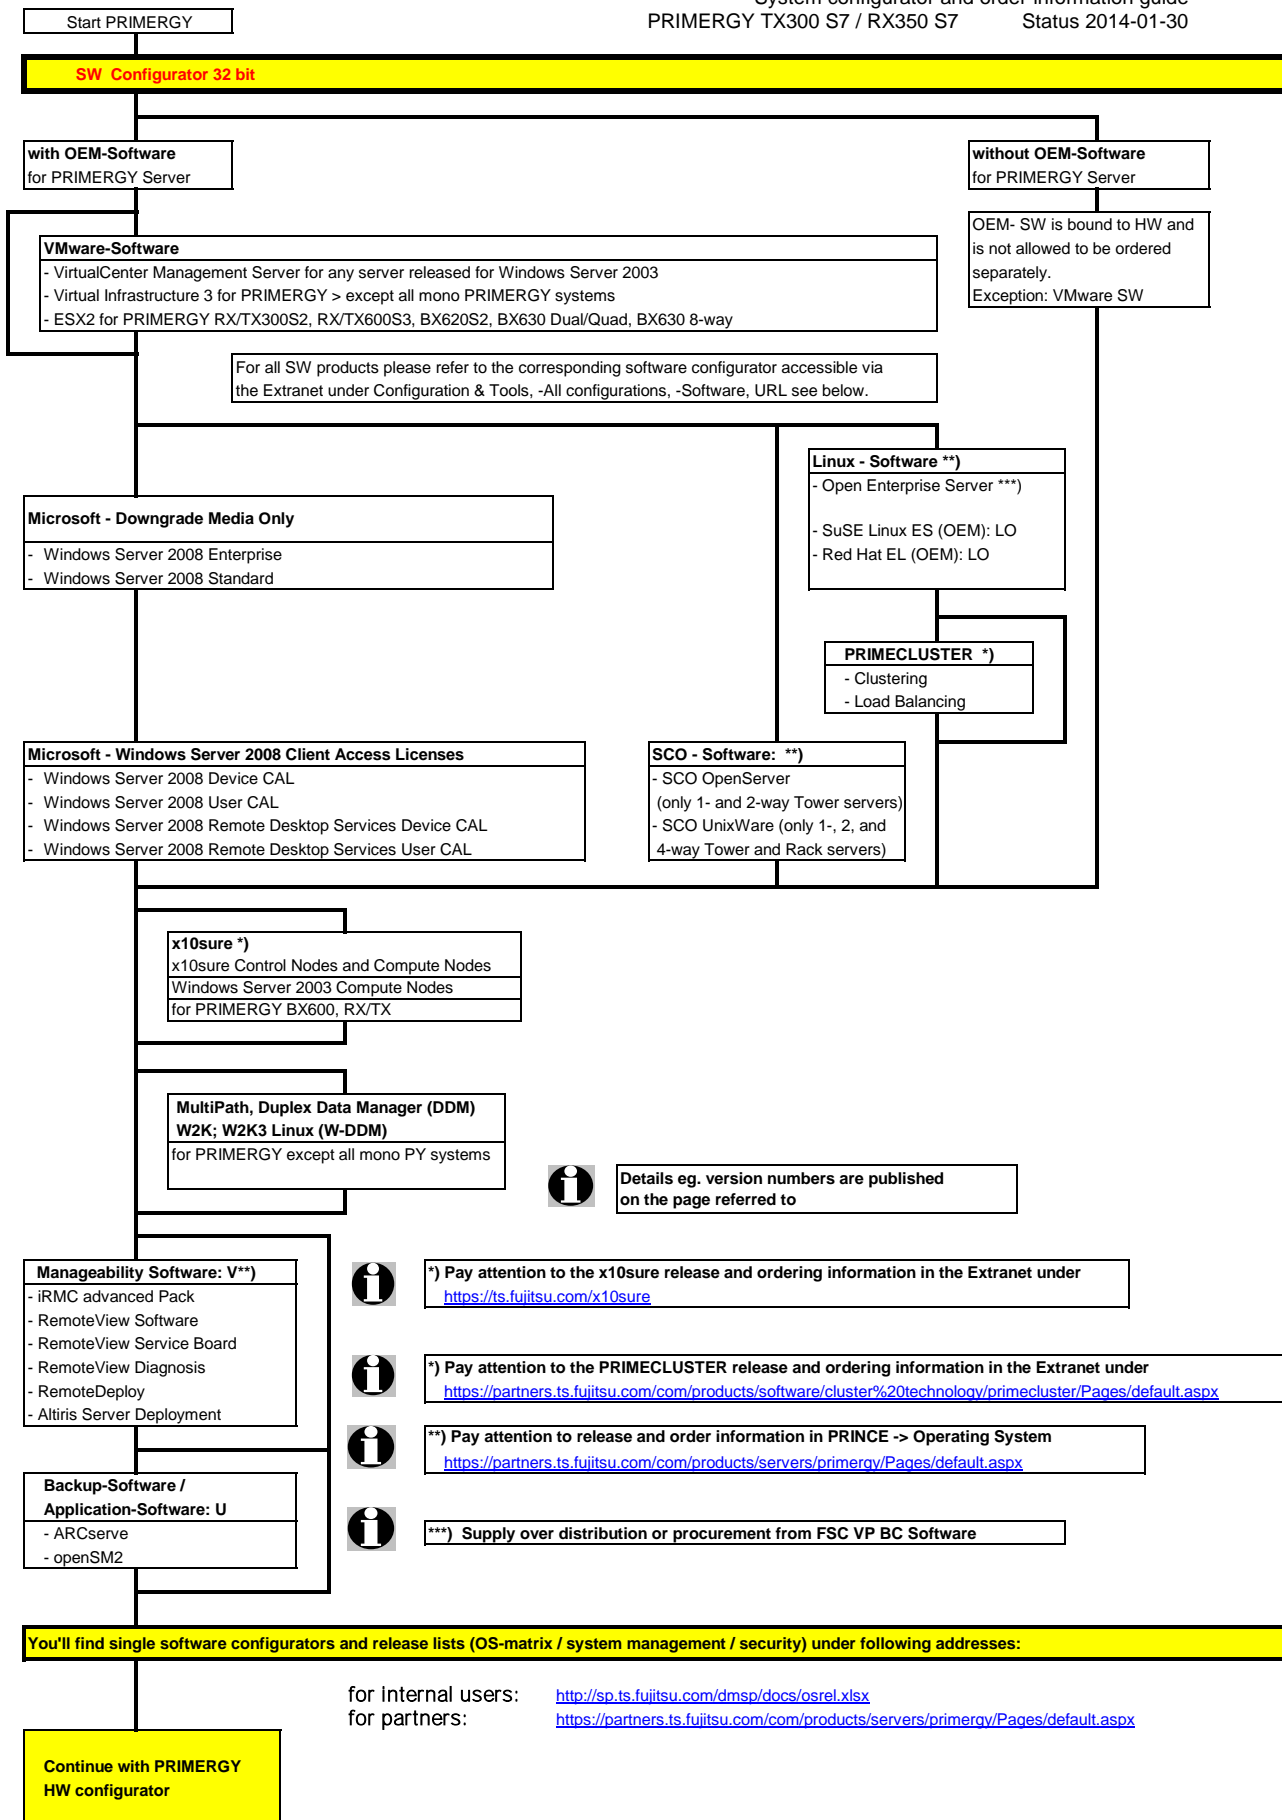 System configurator and order information guide
Start PRIMERGY
PRIMERGY TX300 S7 / RX350 S7 Status 2014-01-30
SW Configurator 32 bit
with OEM-Software
for PRIMERGY Server
without OEM-Software
for PRIMERGY Server
OEM- SW is bound to HW and
is not allowed to be ordered
separately.
Exception: VMware SW
VMware-Software
- VirtualCenter Management Server for any server released for Windows Server 2003
- Virtual Infrastructure 3 for PRIMERGY > except all mono PRIMERGY systems
- ESX2 for PRIMERGY RX/TX300S2, RX/TX600S3, BX620S2, BX630 Dual/Quad, BX630 8-way
For all SW products please refer to the corresponding software configurator accessible via
the Extranet under Configuration & Tools, -All configurations, -Software, URL see below.
Linux - Software **)
- Open Enterprise Server ***)
- SuSE Linux ES (OEM): LO
- Red Hat EL (OEM): LO
Microsoft - Downgrade Media Only
- Windows Server 2008 Enterprise
- Windows Server 2008 Standard
PRIMECLUSTER *)
- Clustering
- Load Balancing
Microsoft - Windows Server 2008 Client Access Licenses
- Windows Server 2008 Device CAL
- Windows Server 2008 User CAL
- Windows Server 2008 Remote Desktop Services Device CAL
- Windows Server 2008 Remote Desktop Services User CAL
SCO - Software: **)
- SCO OpenServer
(only 1- and 2-way Tower servers)
- SCO UnixWare (only 1-, 2, and
4-way Tower and Rack servers)
x10sure *)
x10sure Control Nodes and Compute Nodes
Windows Server 2003 Compute Nodes
for PRIMERGY BX600, RX/TX
MultiPath, Duplex Data Manager (DDM)
W2K; W2K3 Linux (W-DDM)
for PRIMERGY except all mono PY systems
Details eg. version numbers are published
on the page referred to
Manageability Software: V**)
- iRMC advanced Pack
- RemoteView Software
- RemoteView Service Board
- RemoteView Diagnosis
- RemoteDeploy
- Altiris Server Deployment
*) Pay attention to the x10sure release and ordering information in the Extranet under
https://ts.fujitsu.com/x10sure
*) Pay attention to the PRIMECLUSTER release and ordering information in the Extranet under
https://partners.ts.fujitsu.com/com/products/software/cluster%20technology/primecluster/Pages/default.aspx
**) Pay attention to release and order information in PRINCE -> Operating System
https://partners.ts.fujitsu.com/com/products/servers/primergy/Pages/default.aspx
Backup-Software /
Application-Software: U
- ARCserve
- openSM2
***) Supply over distribution or procurement from FSC VP BC Software
You'll find single software configurators and release lists (OS-matrix / system management / security) under following addresses:
for internal users: http://sp.ts.fujitsu.com/dmsp/docs/osrel.xlsx
for partners: https://partners.ts.fujitsu.com/com/products/servers/primergy/Pages/default.aspx
Continue with PRIMERGY
HW configurator